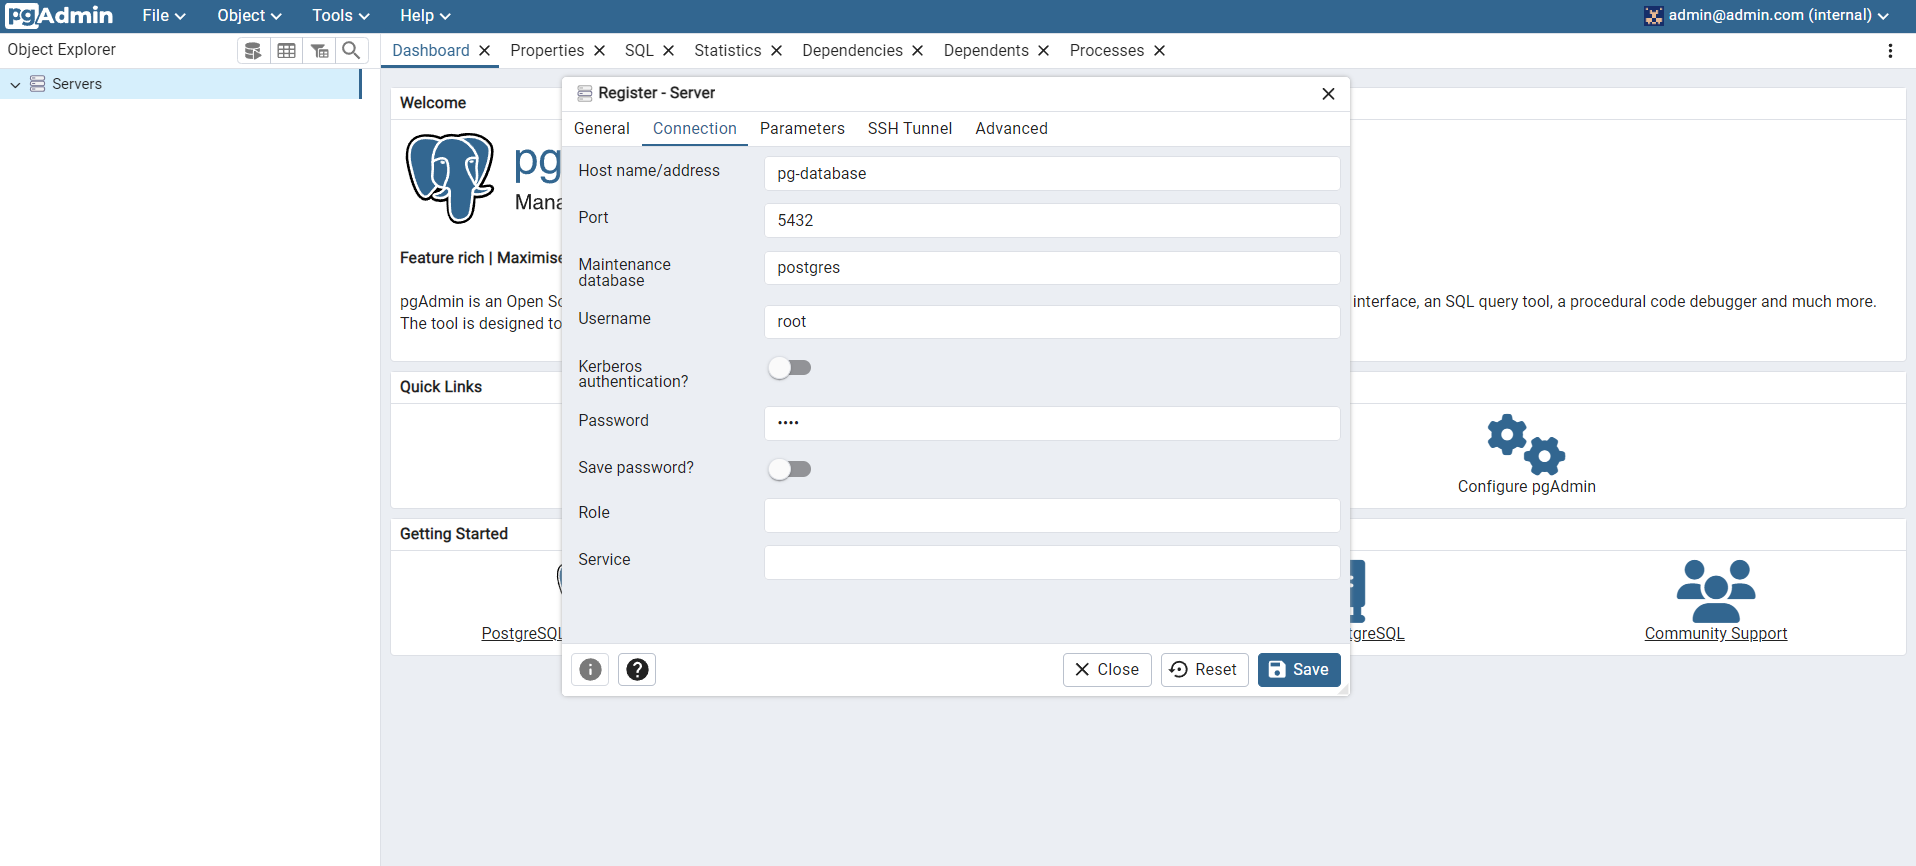 pgAdmin File Object Tools Help admin@admin.com (internal)
Object Explorer
Dashboard Properties SQL Statistics Dependencies Dependents Processes
Servers
Welcome
pg
Mana
Feature rich | Maximise
pgAdmin is an Open So
interface, an SQL query tool, a procedural code debugger and much more.
The tool is designed to
Quick Links
Configure pgAdmin
Getting Started
PostgreSQL
greSQL
Community Support
Register - Server
General Connection Parameters SSH Tunnel Advanced
Host name/address pg-database
Port 5432
Maintenance
database
postgres
Username root
Kerberos
authentication?
Password ••••
Save password?
Role
Service
Close Reset Save